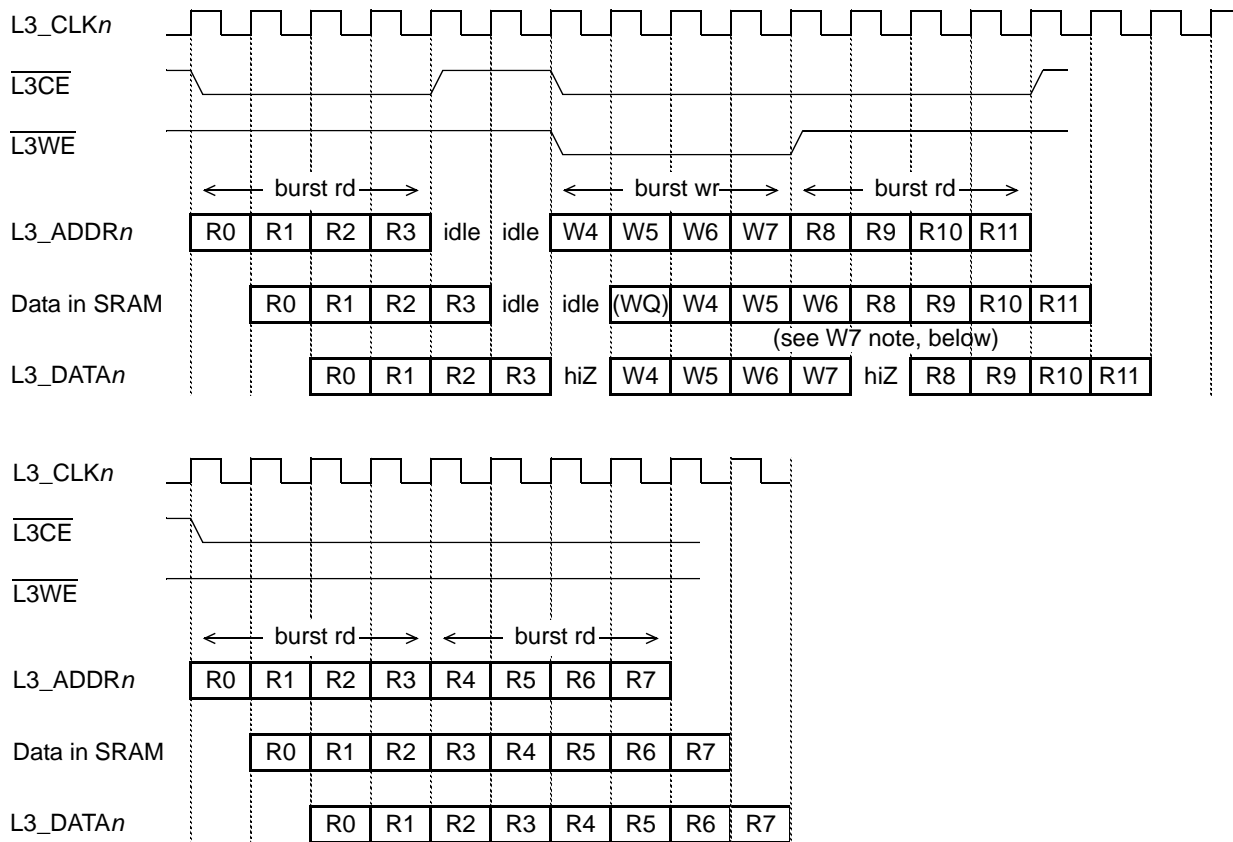 L3_CLKn
L3CE
L3WE
burst rd burst wr burst rd
L3_ADDRn R0 R1 R2 R3 idle idle W4 W5 W6 W7 R8 R9 R10 R11
Data in SRAM R0 R1 R2 R3 idle idle (WQ) W4 W5 W6 R8 R9 R10 R11
(see W7 note, below)
L3_DATAn R0 R1 R2 R3 hiZ W4 W5 W6 W7 hiZ R8 R9 R10 R11
L3_CLKn
L3CE
L3WE
burst rd burst rd
L3_ADDRn R0 R1 R2 R3 R4 R5 R6 R7
Data in SRAM R0 R1 R2 R3 R4 R5 R6 R7
L3_DATAn R0 R1 R2 R3 R4 R5 R6 R7